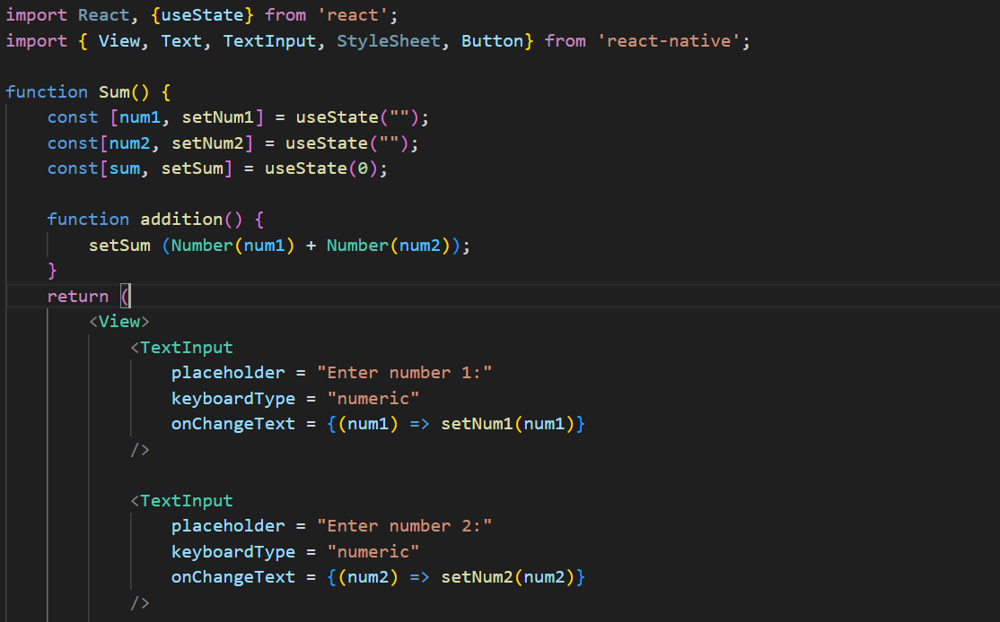 import React, {useState} from 'react';
import { View, Text, TextInput, StyleSheet, Button} from 'react-native';

function Sum() {
    const [num1, setNum1] = useState("");
    const[num2, setNum2] = useState("");
    const[sum, setSum] = useState(0);

    function addition() {
        setSum (Number(num1) + Number(num2));
    }
    return (
        <View>
            <TextInput
                placeholder = "Enter number 1:"
                keyboardType = "numeric"
                onChangeText = {(num1) => setNum1(num1)}
            />

            <TextInput
                placeholder = "Enter number 2:"
                keyboardType = "numeric"
                onChangeText = {(num2) => setNum2(num2)}
            />